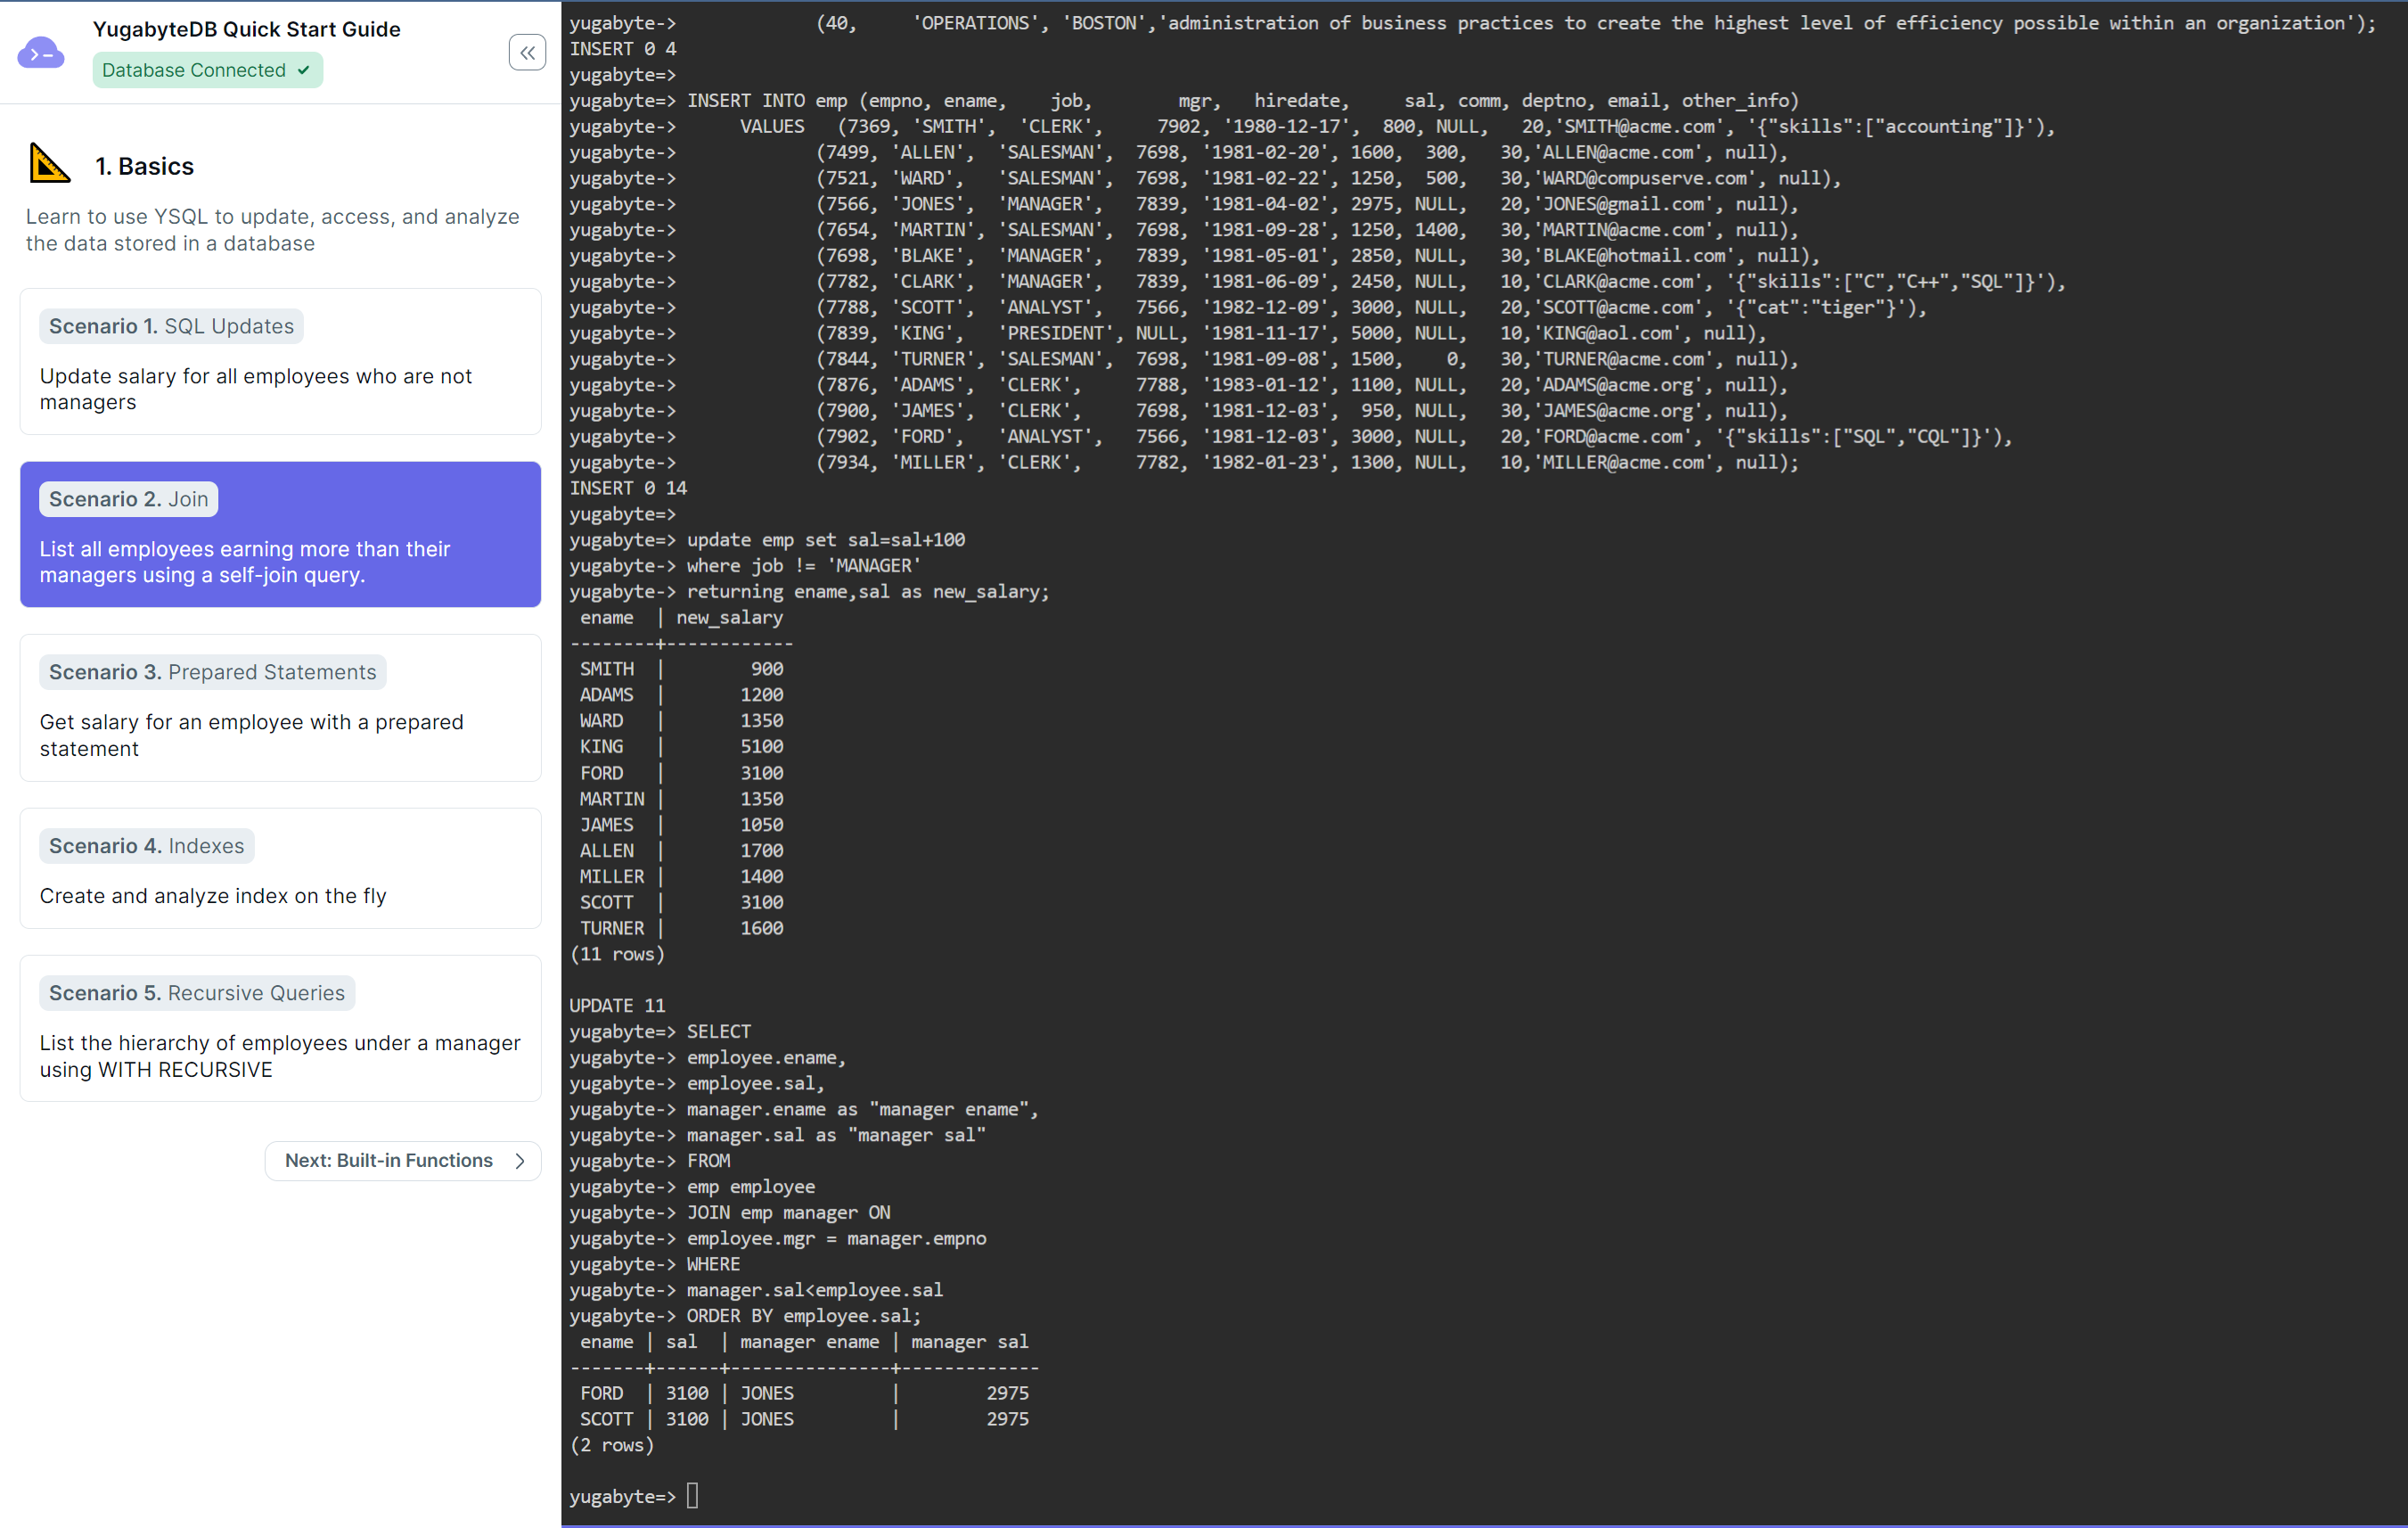 YugabyteDB Quick Start Guide
Database Connected ✓
1. Basics
Learn to use YSQL to update, access, and analyze
the data stored in a database
Scenario 1. SQL Updates
Update salary for all employees who are not
managers
Scenario 2. Join
List all employees earning more than their
managers using a self-join query.
Scenario 3. Prepared Statements
Get salary for an employee with a prepared
statement
Scenario 4. Indexes
Create and analyze index on the fly
Scenario 5. Recursive Queries
List the hierarchy of employees under a manager
using WITH RECURSIVE
Next: Built-in Functions >
yugabyte->             (40,     'OPERATIONS', 'BOSTON','administration of business practices to create the highest level of efficiency possible within an organization');
INSERT 0 4
yugabyte=>
yugabyte=> INSERT INTO emp (empno, ename,    job,        mgr,   hiredate,     sal, comm, deptno, email, other_info)
yugabyte->      VALUES   (7369, 'SMITH',  'CLERK',     7902, '1980-12-17',  800, NULL,   20,'SMITH@acme.com', '{"skills":["accounting"]}'),
yugabyte->             (7499, 'ALLEN',  'SALESMAN',  7698, '1981-02-20', 1600,  300,   30,'ALLEN@acme.com', null),
yugabyte->             (7521, 'WARD',   'SALESMAN',  7698, '1981-02-22', 1250,  500,   30,'WARD@compuserve.com', null),
yugabyte->             (7566, 'JONES',  'MANAGER',   7839, '1981-04-02', 2975, NULL,   20,'JONES@gmail.com', null),
yugabyte->             (7654, 'MARTIN', 'SALESMAN',  7698, '1981-09-28', 1250, 1400,   30,'MARTIN@acme.com', null),
yugabyte->             (7698, 'BLAKE',  'MANAGER',   7839, '1981-05-01', 2850, NULL,   30,'BLAKE@hotmail.com', null),
yugabyte->             (7782, 'CLARK',  'MANAGER',   7839, '1981-06-09', 2450, NULL,   10,'CLARK@acme.com', '{"skills":["C","C++","SQL"]}'),
yugabyte->             (7788, 'SCOTT',  'ANALYST',   7566, '1982-12-09', 3000, NULL,   20,'SCOTT@acme.com', '{"cat":"tiger"}'),
yugabyte->             (7839, 'KING',   'PRESIDENT', NULL, '1981-11-17', 5000, NULL,   10,'KING@aol.com', null),
yugabyte->             (7844, 'TURNER', 'SALESMAN',  7698, '1981-09-08', 1500,    0,   30,'TURNER@acme.com', null),
yugabyte->             (7876, 'ADAMS',  'CLERK',     7788, '1983-01-12', 1100, NULL,   20,'ADAMS@acme.org', null),
yugabyte->             (7900, 'JAMES',  'CLERK',     7698, '1981-12-03',  950, NULL,   30,'JAMES@acme.org', null),
yugabyte->             (7902, 'FORD',   'ANALYST',   7566, '1981-12-03', 3000, NULL,   20,'FORD@acme.com', '{"skills":["SQL","CQL"]}'),
yugabyte->             (7934, 'MILLER', 'CLERK',     7782, '1982-01-23', 1300, NULL,   10,'MILLER@acme.com', null);
INSERT 0 14
yugabyte=>
yugabyte=> update emp set sal=sal+100
yugabyte-> where job != 'MANAGER'
yugabyte-> returning ename,sal as new_salary;
 ename  | new_salary
--------+------------
 SMITH  |        900
 ADAMS  |       1200
 WARD   |       1350
 KING   |       5100
 FORD   |       3100
 MARTIN |       1350
 JAMES  |       1050
 ALLEN  |       1700
 MILLER |       1400
 SCOTT  |       3100
 TURNER |       1600
(11 rows)
UPDATE 11
yugabyte=> SELECT
yugabyte-> employee.ename,
yugabyte-> employee.sal,
yugabyte-> manager.ename as "manager ename",
yugabyte-> manager.sal as "manager sal"
yugabyte-> FROM
yugabyte-> emp employee
yugabyte-> JOIN emp manager ON
yugabyte-> employee.mgr = manager.empno
yugabyte-> WHERE
yugabyte-> manager.sal<employee.sal
yugabyte-> ORDER BY employee.sal;
 ename | sal  | manager ename | manager sal
-------+------+---------------+-------------
 FORD  | 3100 | JONES         |        2975
 SCOTT | 3100 | JONES         |        2975
(2 rows)
yugabyte=>